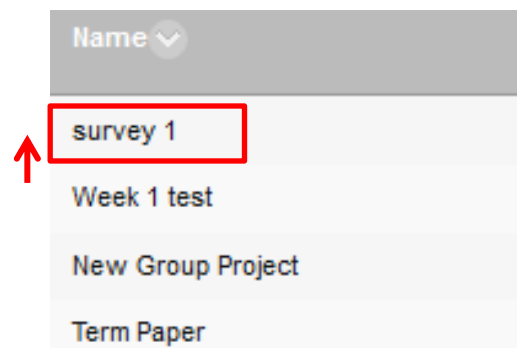 Name
survey 1
Week 1 test
New Group Project
Term Paper